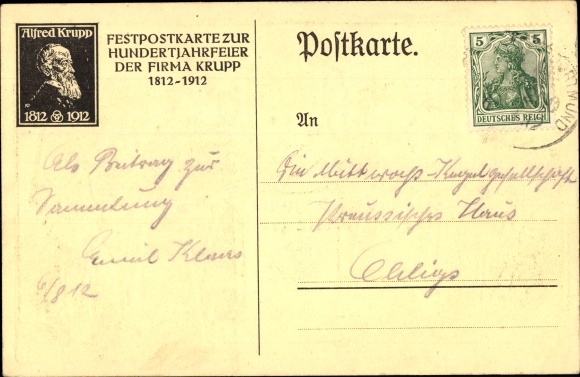 Alfred Krupp
1812 1912
FESTPOSTKARTE ZUR
HUNDERTJAHRFEIER
DER FIRMA KRUPP
1812-1912
Postkarte.
5 5
DEUTSCHES REICH
An
Als Beitrag zur
Sammlung
Emil Klaas
6/8 12
Die Mittwochs-Kegelgesellschaft
Preussisches Haus
Ohligs